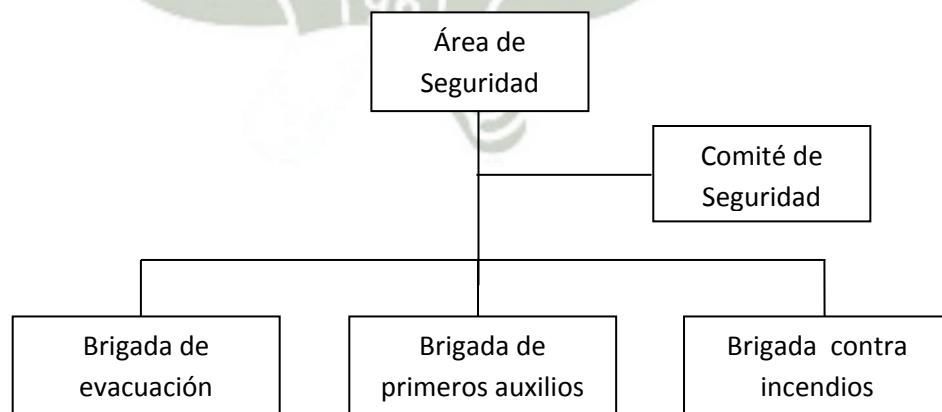 Área de
Seguridad
Comité de
Seguridad
Brigada de
evacuación
Brigada de
primeros auxilios
Brigada contra
incendios